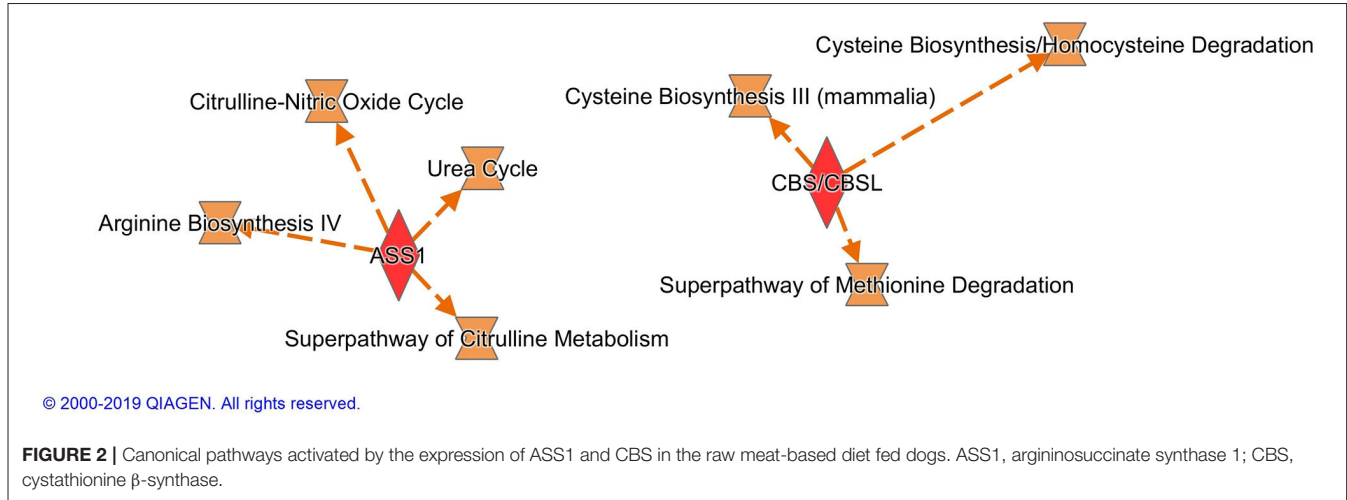 Cysteine Biosynthesis/Homocysteine Degradation
Citrulline-Nitric Oxide Cycle
Cysteine Biosynthesis III (mammalia)
Urea Cycle
CBS/CBSL
Arginine Biosynthesis IV
ASS1
Superpathway of Methionine Degradation
Superpathway of Citrulline Metabolism
© 2000-2019 QIAGEN. All rights reserved.
FIGURE 2 | Canonical pathways activated by the expression of ASS1 and CBS in the raw meat-based diet fed dogs. ASS1, argininosuccinate synthase 1; CBS,
cystathionine β-synthase.